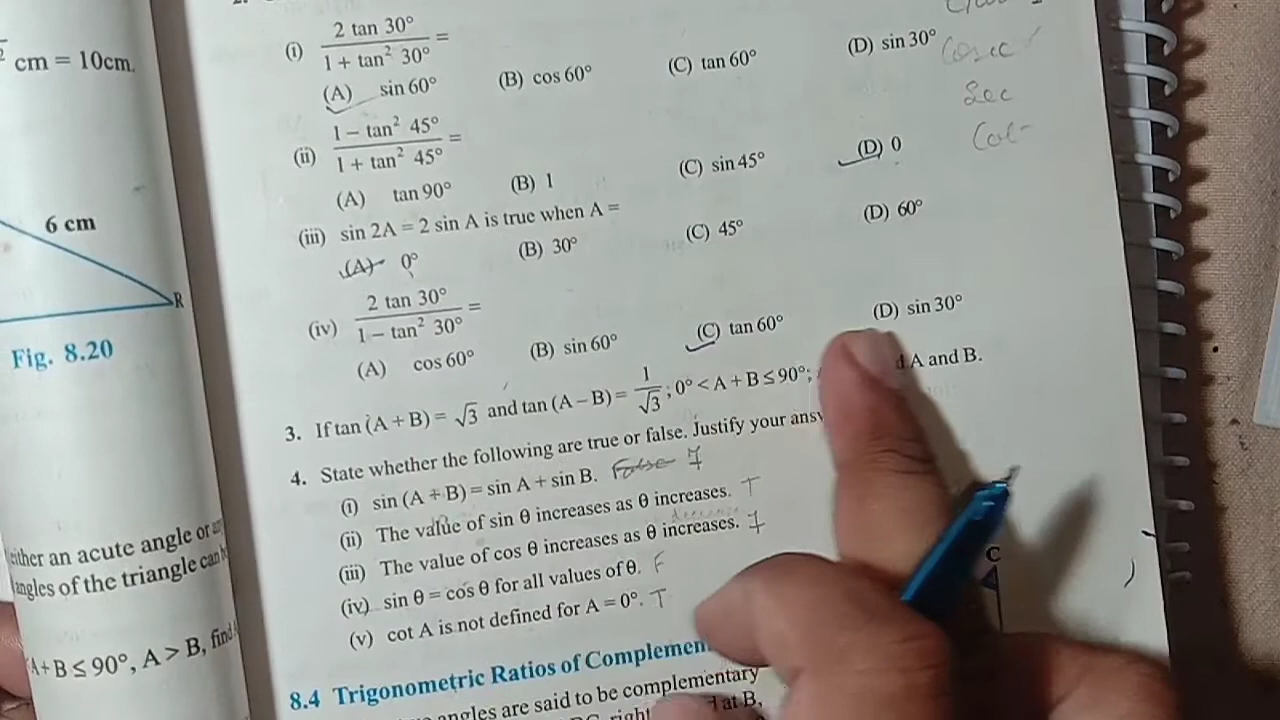 cm = 10cm.
6 cm
R
Fig. 8.20
either an acute angle or
angles of the triangle can
A+B ≤ 90°, A > B, find
(i) 2 tan 30° / 1 + tan² 30° =
(A) sin 60° (B) cos 60° (C) tan 60° (D) sin 30°
Cosec
Sec
Cot
(ii) 1 − tan² 45° / 1 + tan² 45° =
(A) tan 90° (B) 1 (C) sin 45° (D) 0
(iii) sin 2A = 2 sin A is true when A =
(A) 0° (B) 30° (C) 45° (D) 60°
(iv) 2 tan 30° / 1 − tan² 30° =
(A) cos 60° (B) sin 60° (C) tan 60° (D) sin 30°
3. If tan (A + B) = √3 and tan (A − B) = 1/√3 ; 0° < A + B ≤ 90°; A and B.
4. State whether the following are true or false. Justify your
(i) sin (A + B) = sin A + sin B. False F
(ii) The value of sin θ increases as θ increases. T
(iii) The value of cos θ increases as θ increases. F
(iv) sin θ = cos θ for all values of θ. F
(v) cot A is not defined for A = 0°. T
C
8.4 Trigonometric Ratios of
angles are said to be complementary
at B,